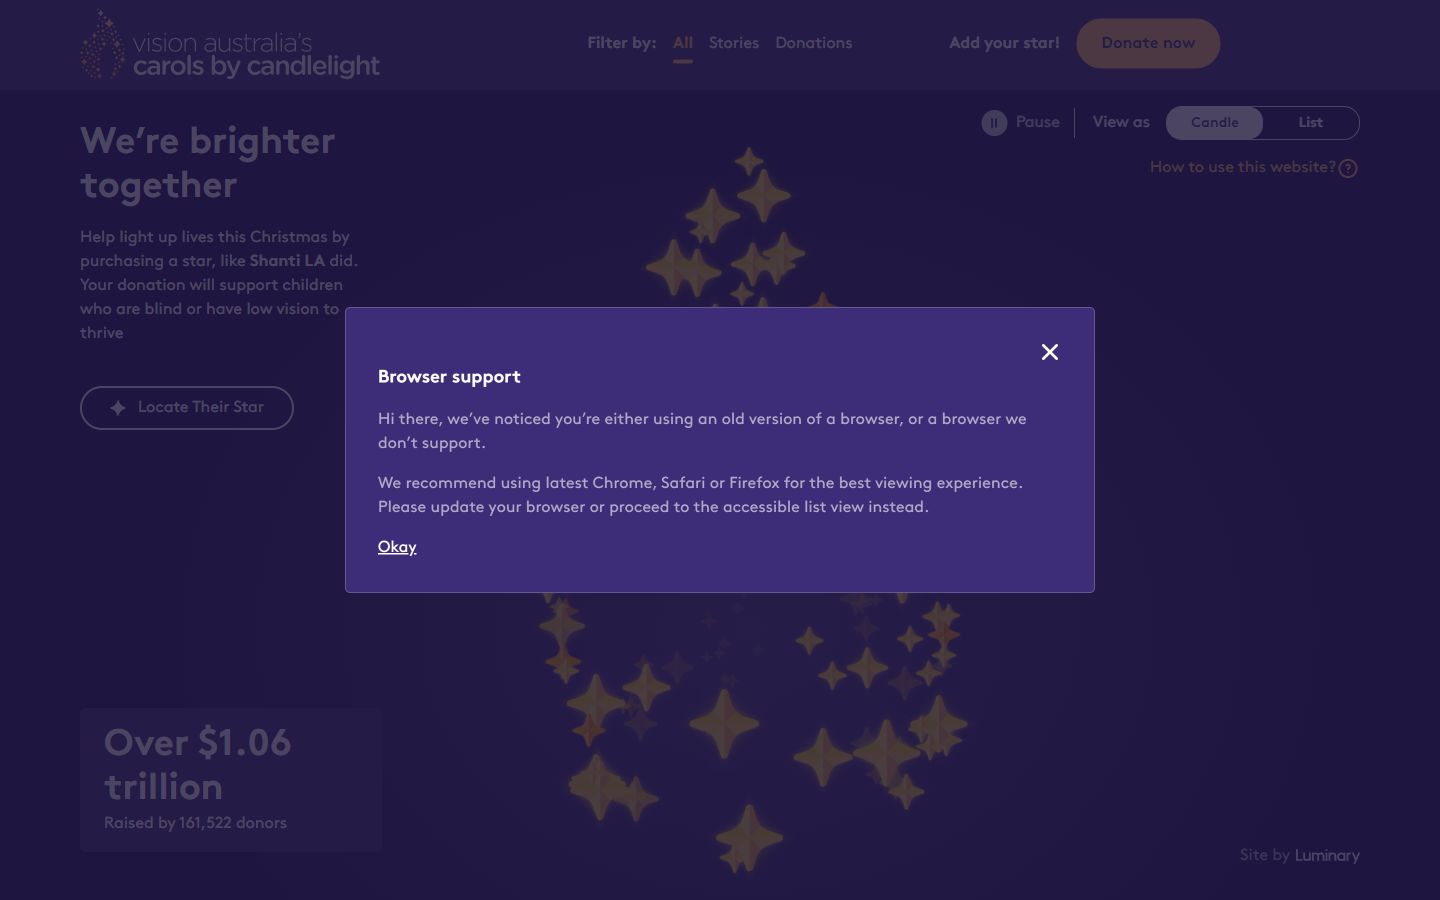 vision australia's
carols by candlelight
Filter by: All Stories Donations
Add your star! Donate now
We're brighter
together
Pause View as Candle List
How to use this website? ?
Help light up lives this Christmas by
purchasing a star, like Shanti LA did.
Your donation will support children
who are blind or have low vision to
thrive
Locate Their Star
Browser support
Hi there, we've noticed you're either using an old version of a browser, or a browser we
don't support.
We recommend using latest Chrome, Safari or Firefox for the best viewing experience.
Please update your browser or proceed to the accessible list view instead.
Okay
Over $1.06
trillion
Raised by 161,522 donors
Site by Luminary